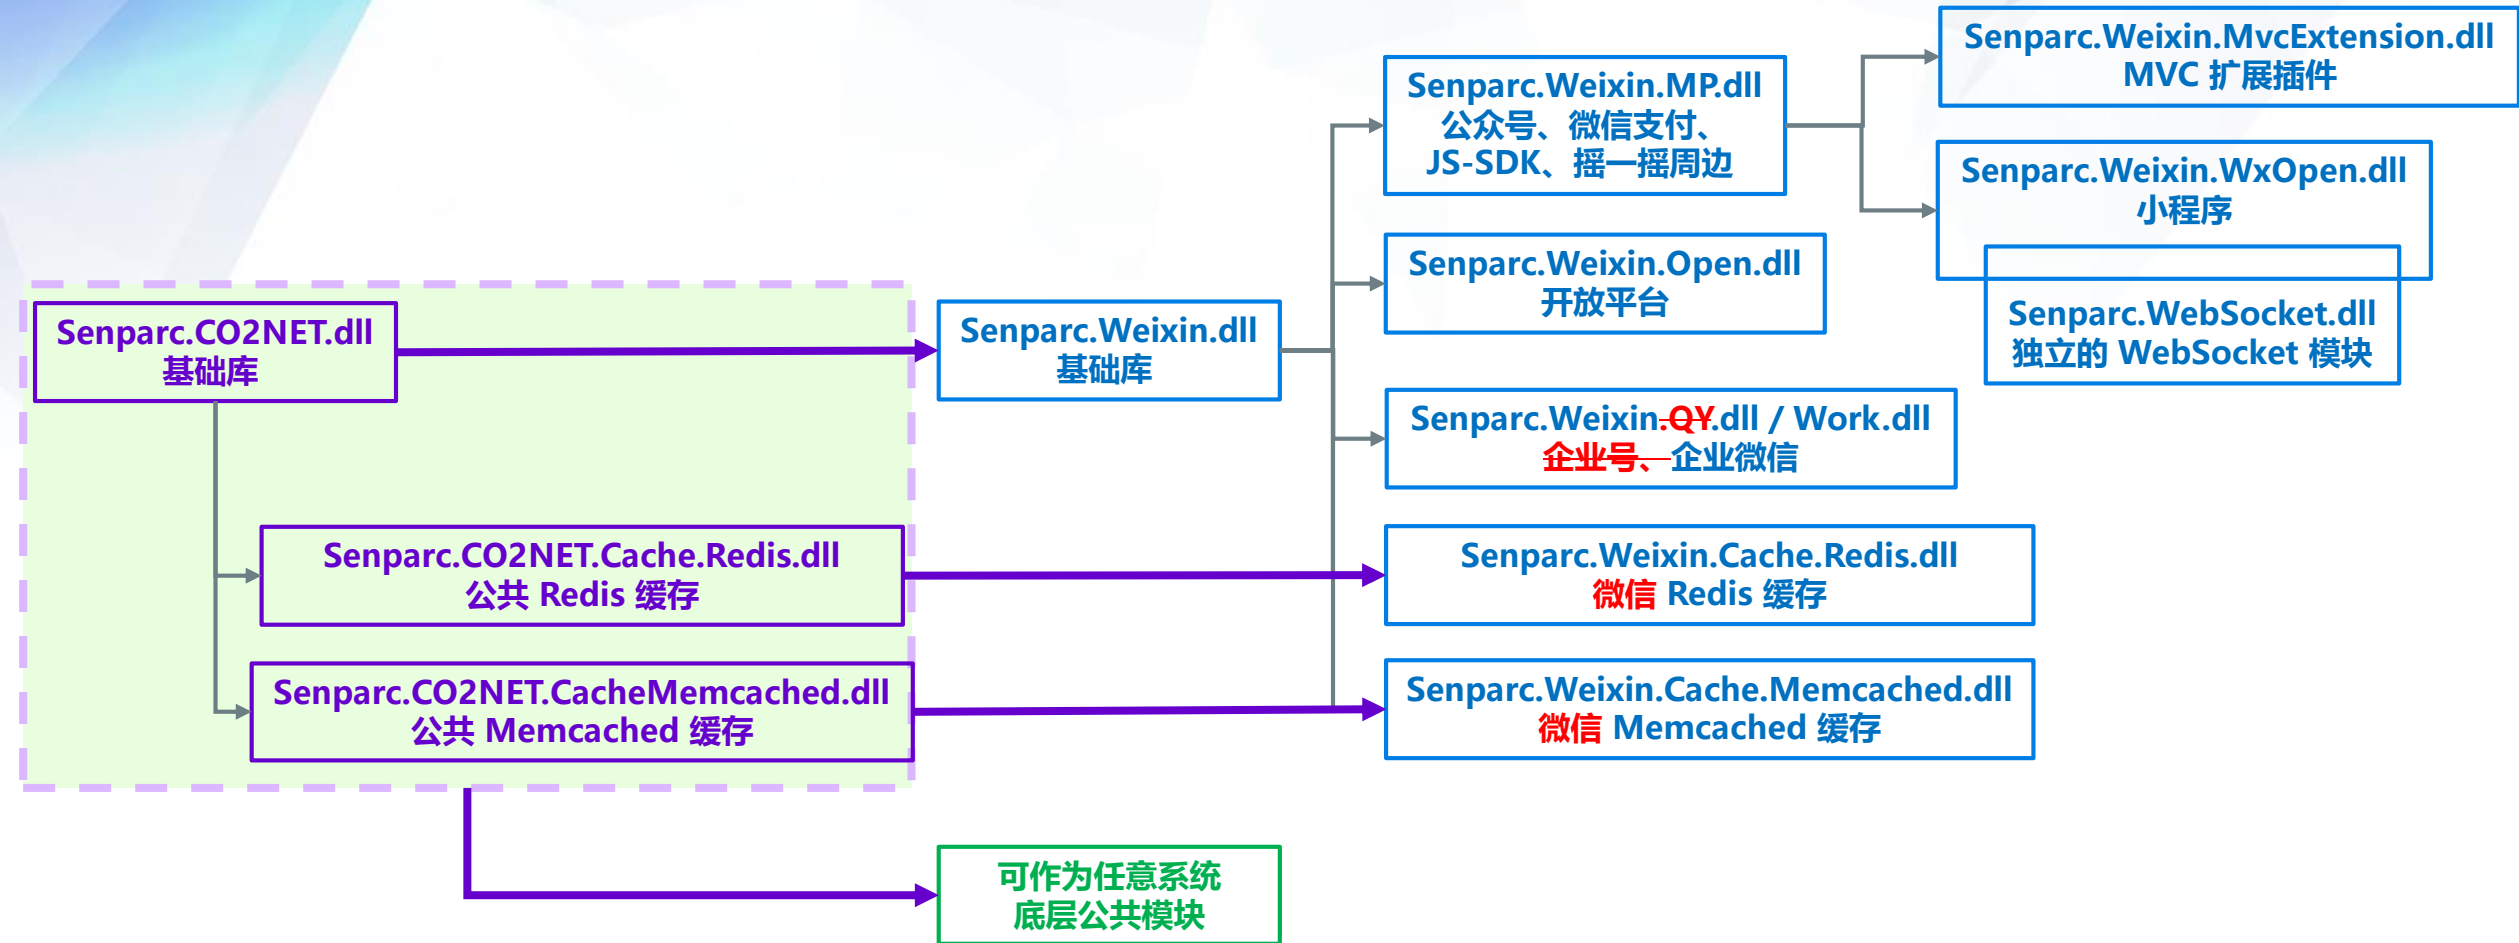 Senparc.Weixin.MvcExtension.dll
MVC 扩展插件
Senparc.Weixin.MP.dll
公众号、微信支付、
JS-SDK、摇一摇周边
Senparc.Weixin.WxOpen.dll
小程序
Senparc.Weixin.Open.dll
开放平台
Senparc.WebSocket.dll
独立的 WebSocket 模块
Senparc.CO2NET.dll
基础库
Senparc.Weixin.dll
基础库
Senparc.Weixin.QY.dll / Work.dll
企业号、企业微信
Senparc.CO2NET.Cache.Redis.dll
公共 Redis 缓存
Senparc.Weixin.Cache.Redis.dll
微信 Redis 缓存
Senparc.CO2NET.CacheMemcached.dll
公共 Memcached 缓存
Senparc.Weixin.Cache.Memcached.dll
微信 Memcached 缓存
可作为任意系统
底层公共模块